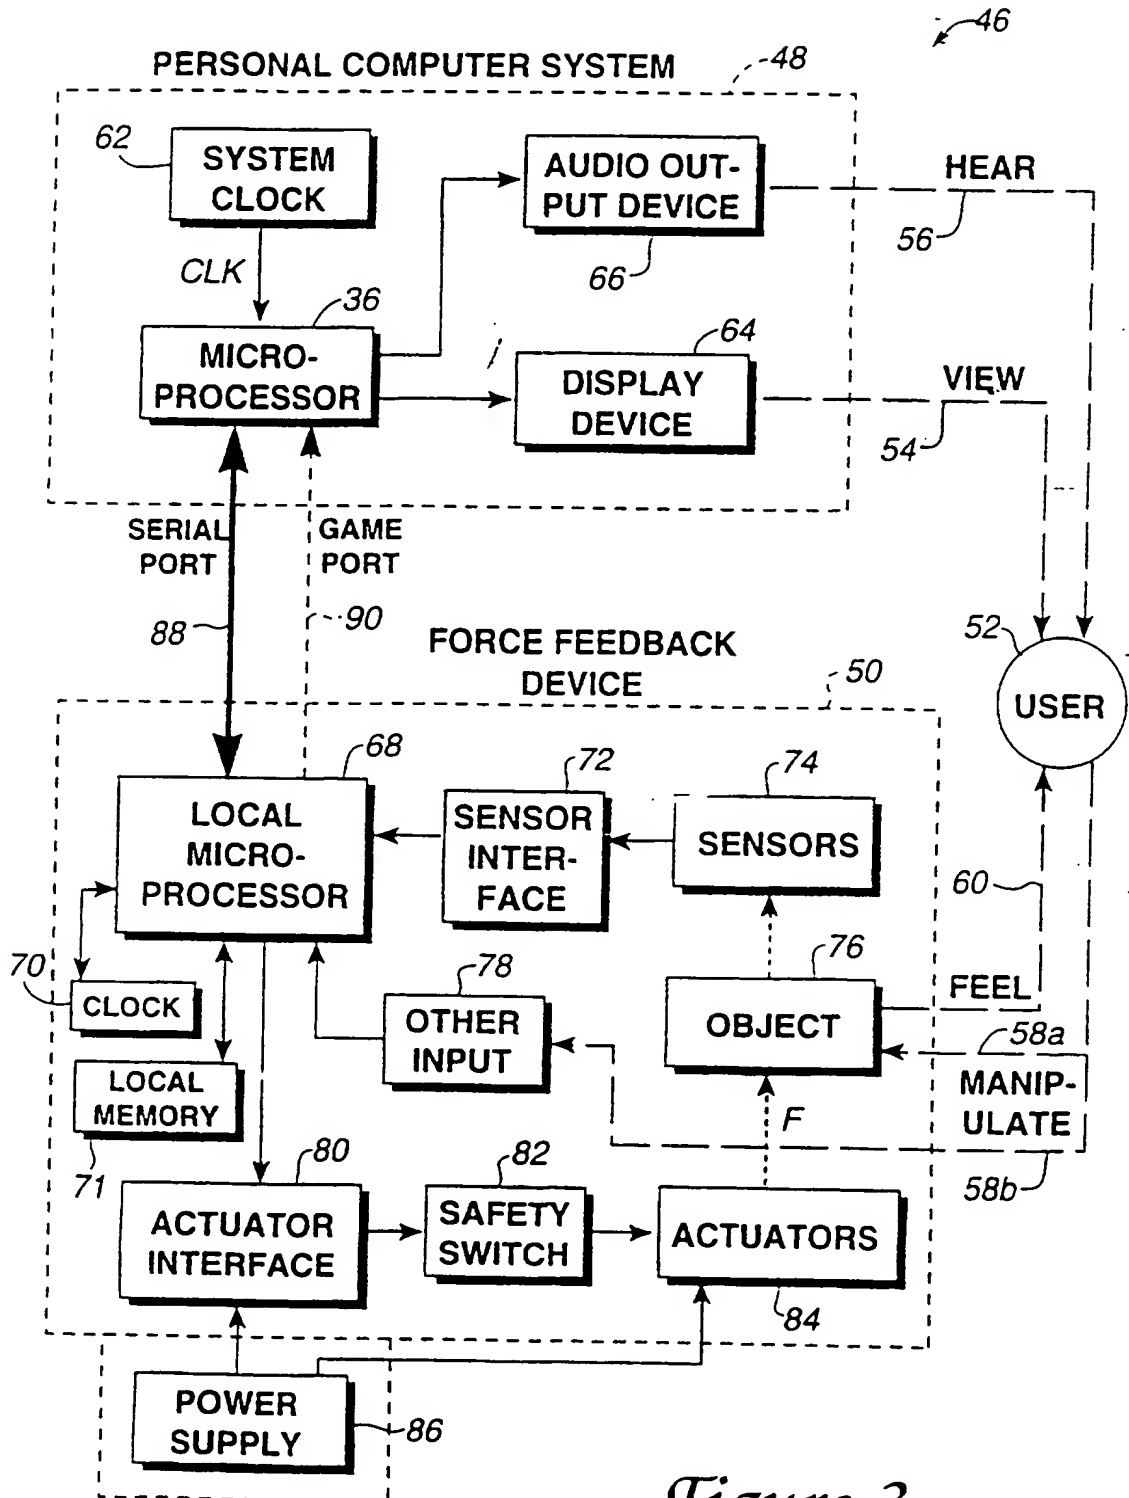 46
PERSONAL COMPUTER SYSTEM
48
62
SYSTEM
CLOCK
AUDIO OUT-
PUT DEVICE
HEAR
56
66
CLK
36
MICRO-
PROCESSOR
64
DISPLAY
DEVICE
VIEW
54
SERIAL
PORT
GAME
PORT
88
90
FORCE FEEDBACK
DEVICE
50
52
USER
68
LOCAL
MICRO-
PROCESSOR
72
SENSOR
INTER-
FACE
74
SENSORS
60
70
CLOCK
78
OTHER
INPUT
76
OBJECT
FEEL
58a
MANIP-
ULATE
58b
LOCAL
MEMORY
71
F
80
ACTUATOR
INTERFACE
82
SAFETY
SWITCH
ACTUATORS
84
POWER
SUPPLY
86
Figure